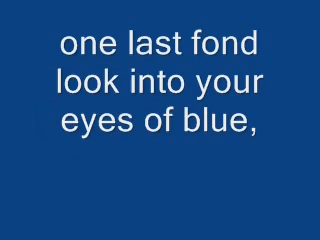 one last fond
look into your
eyes of blue,